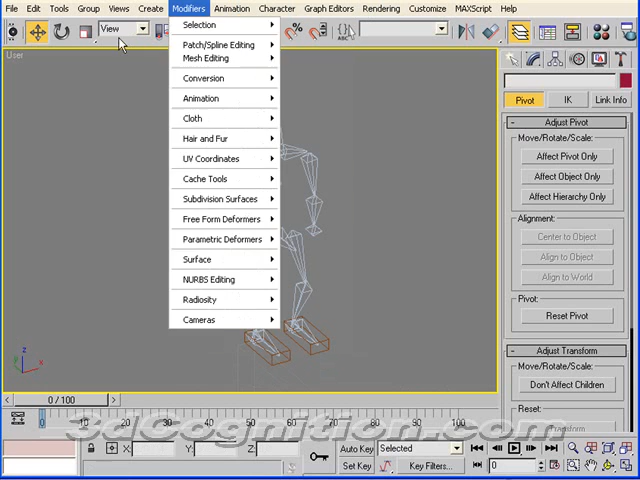 File Edit Tools Group Views Create Modifiers Animation Character Graph Editors Rendering Customize MAXScript Help
View
Selection
Patch/Spline Editing
Mesh Editing
Conversion
Animation
Cloth
Hair and Fur
UV Coordinates
Cache Tools
Subdivision Surfaces
Free Form Deformers
Parametric Deformers
Surface
NURBS Editing
Radiosity
Cameras
User
z
x
Pivot IK Link Info
- Adjust Pivot
Move/Rotate/Scale:
Affect Pivot Only
Affect Object Only
Affect Hierarchy Only
Alignment:
Center to Object
Align to Object
Align to World
Pivot:
Reset Pivot
- Adjust Transform
Move/Rotate/Scale:
Don't Affect Children
Reset:
Transform
< 0 / 100 >
0 10 20 30 40 50 60 70 80 90 100
3dCognition.com
X: Y: Z:
Auto Key Selected
Set Key Key Filters... 0